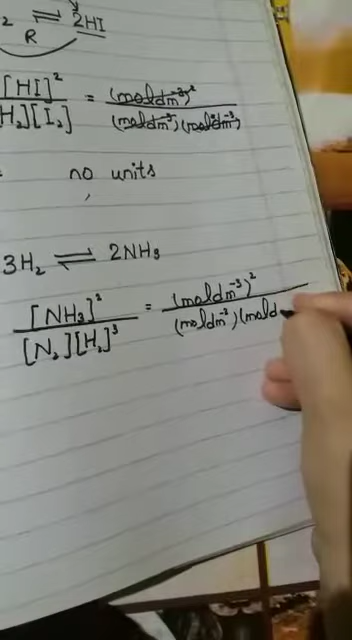 2 ⇌ 2HI
R
[HI]² = (moldm⁻³)²
H₂][I₂] (moldm⁻³)(moldm⁻³)
no units
3H₂ ⇌ 2NH₃
[NH₃]² = (moldm⁻³)²
[N₂][H₂]³ (moldm⁻³)(mold